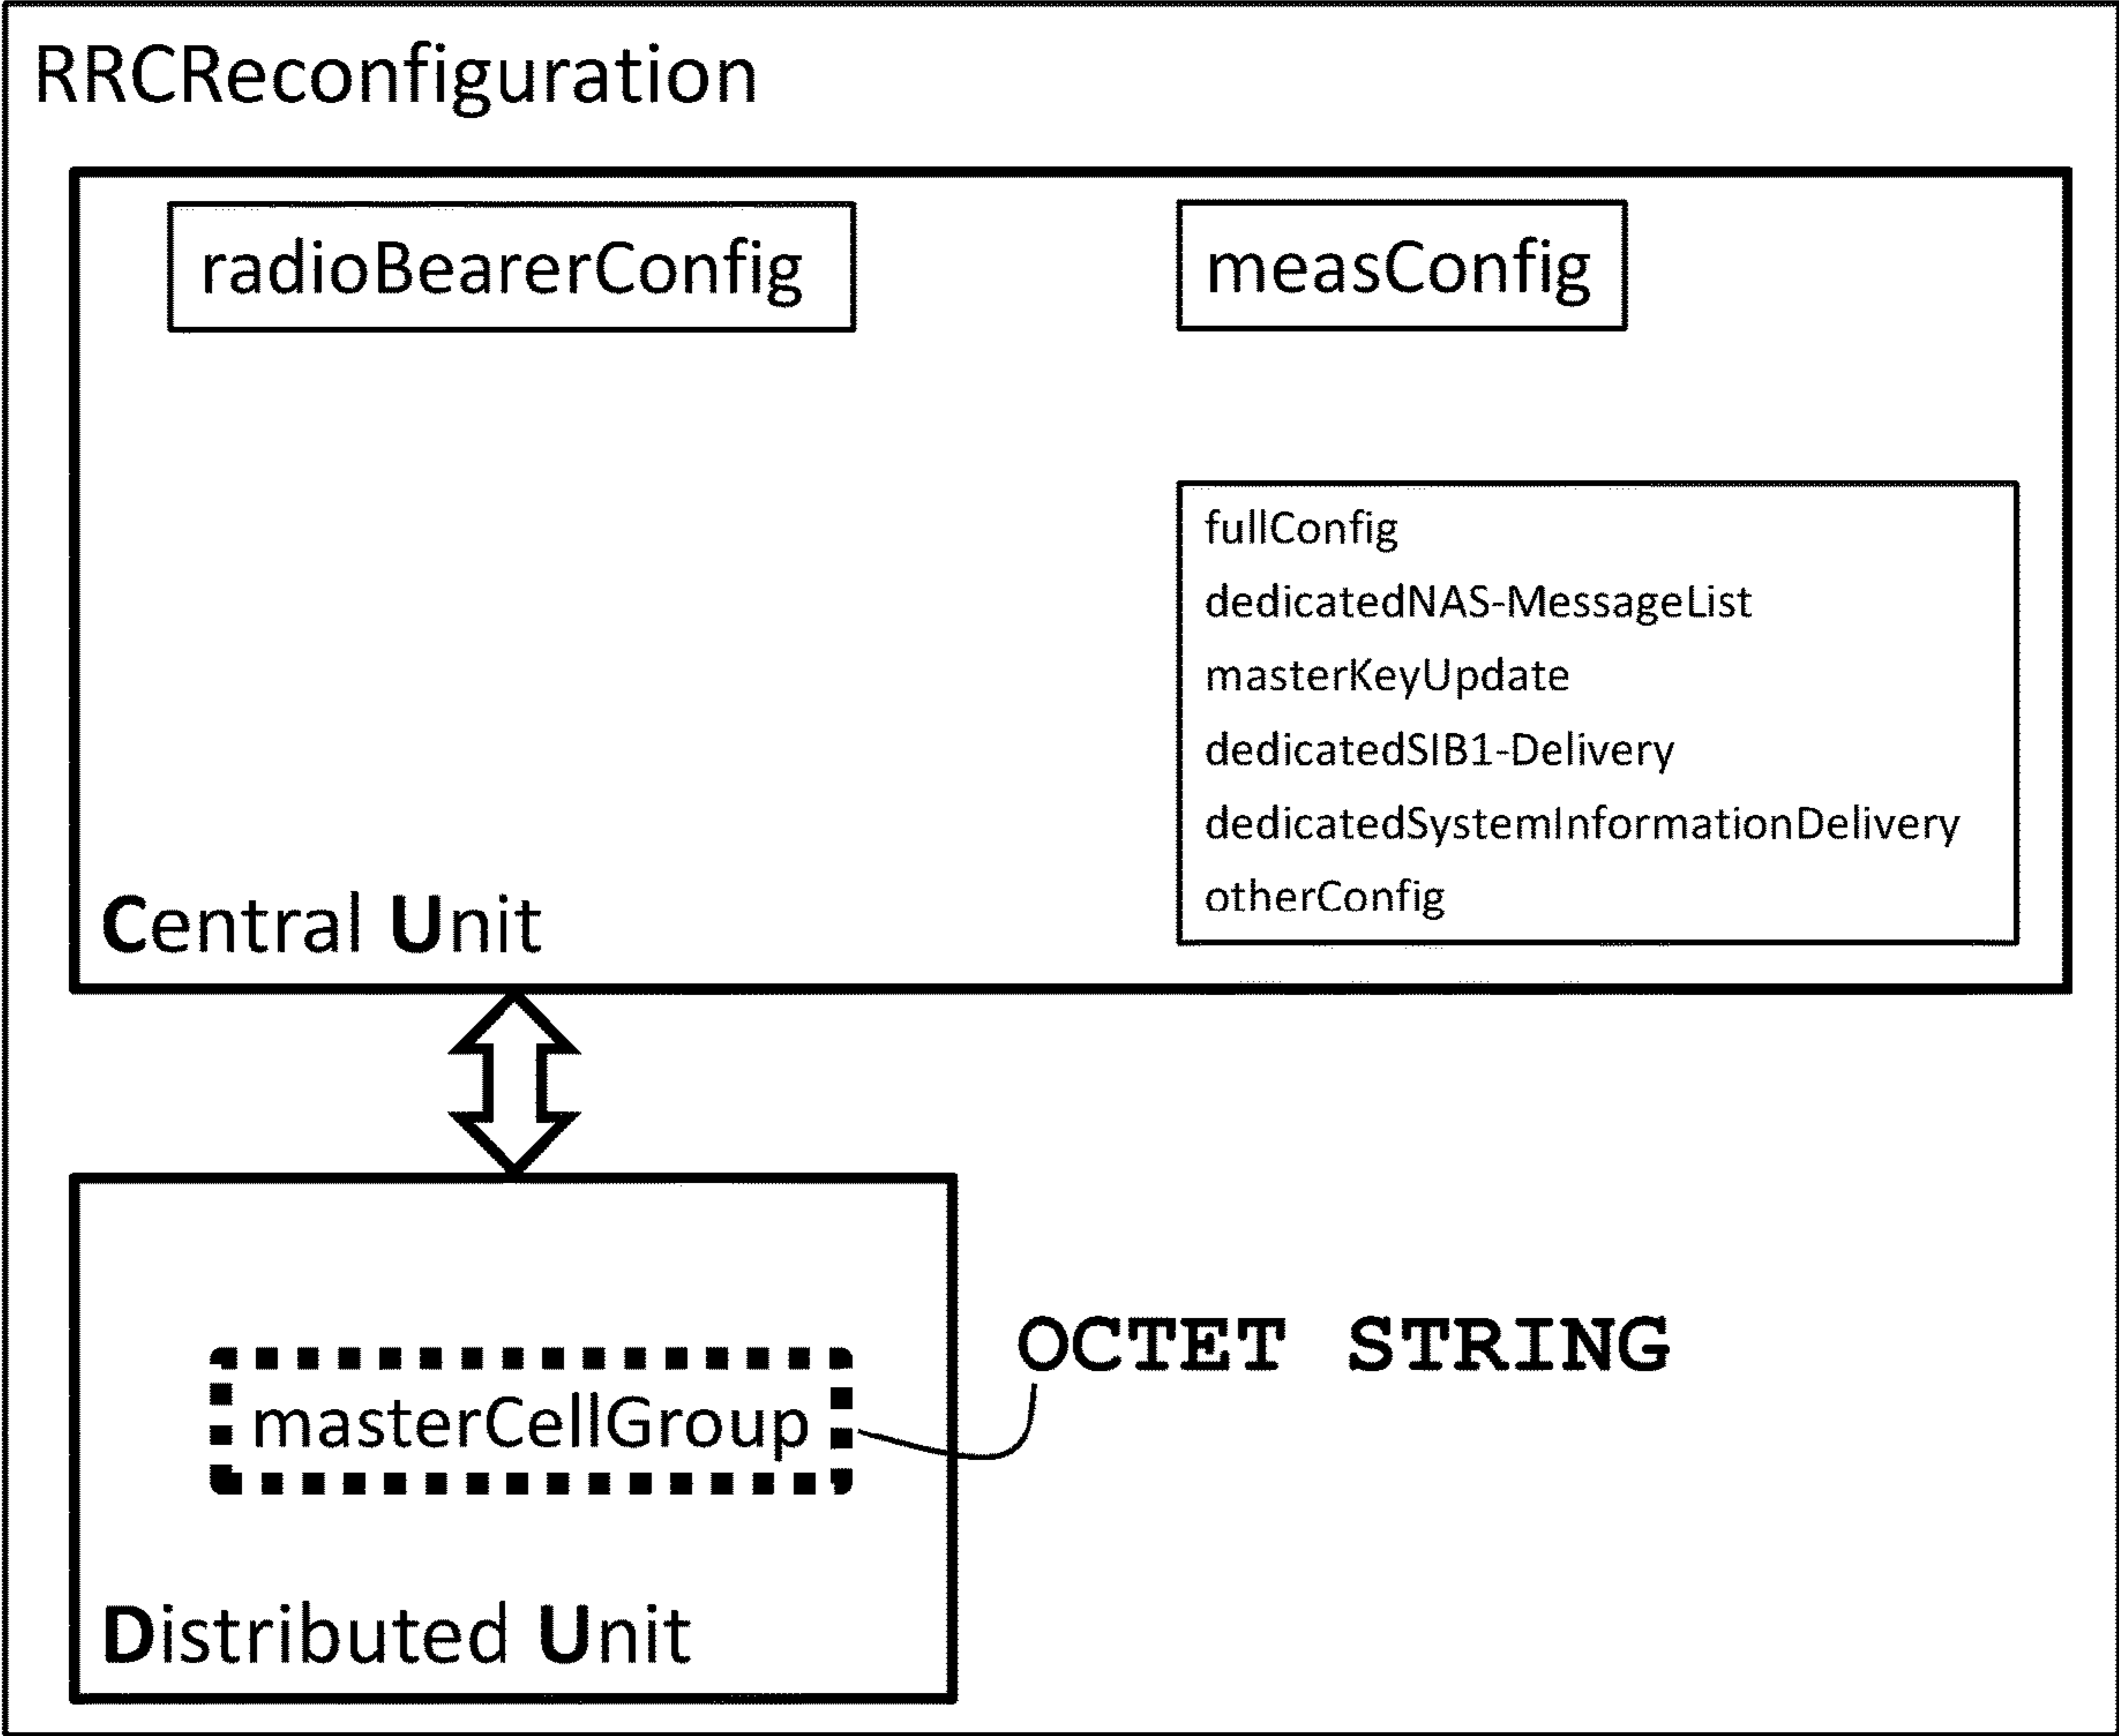 RRCReconfiguration
radioBearerConfig
measConfig
fullConfig
dedicatedNAS-MessageList
masterKeyUpdate
dedicatedSIB1-Delivery
dedicatedSystemInformationDelivery
otherConfig
Central Unit
masterCellGroup
OCTET STRING
Distributed Unit